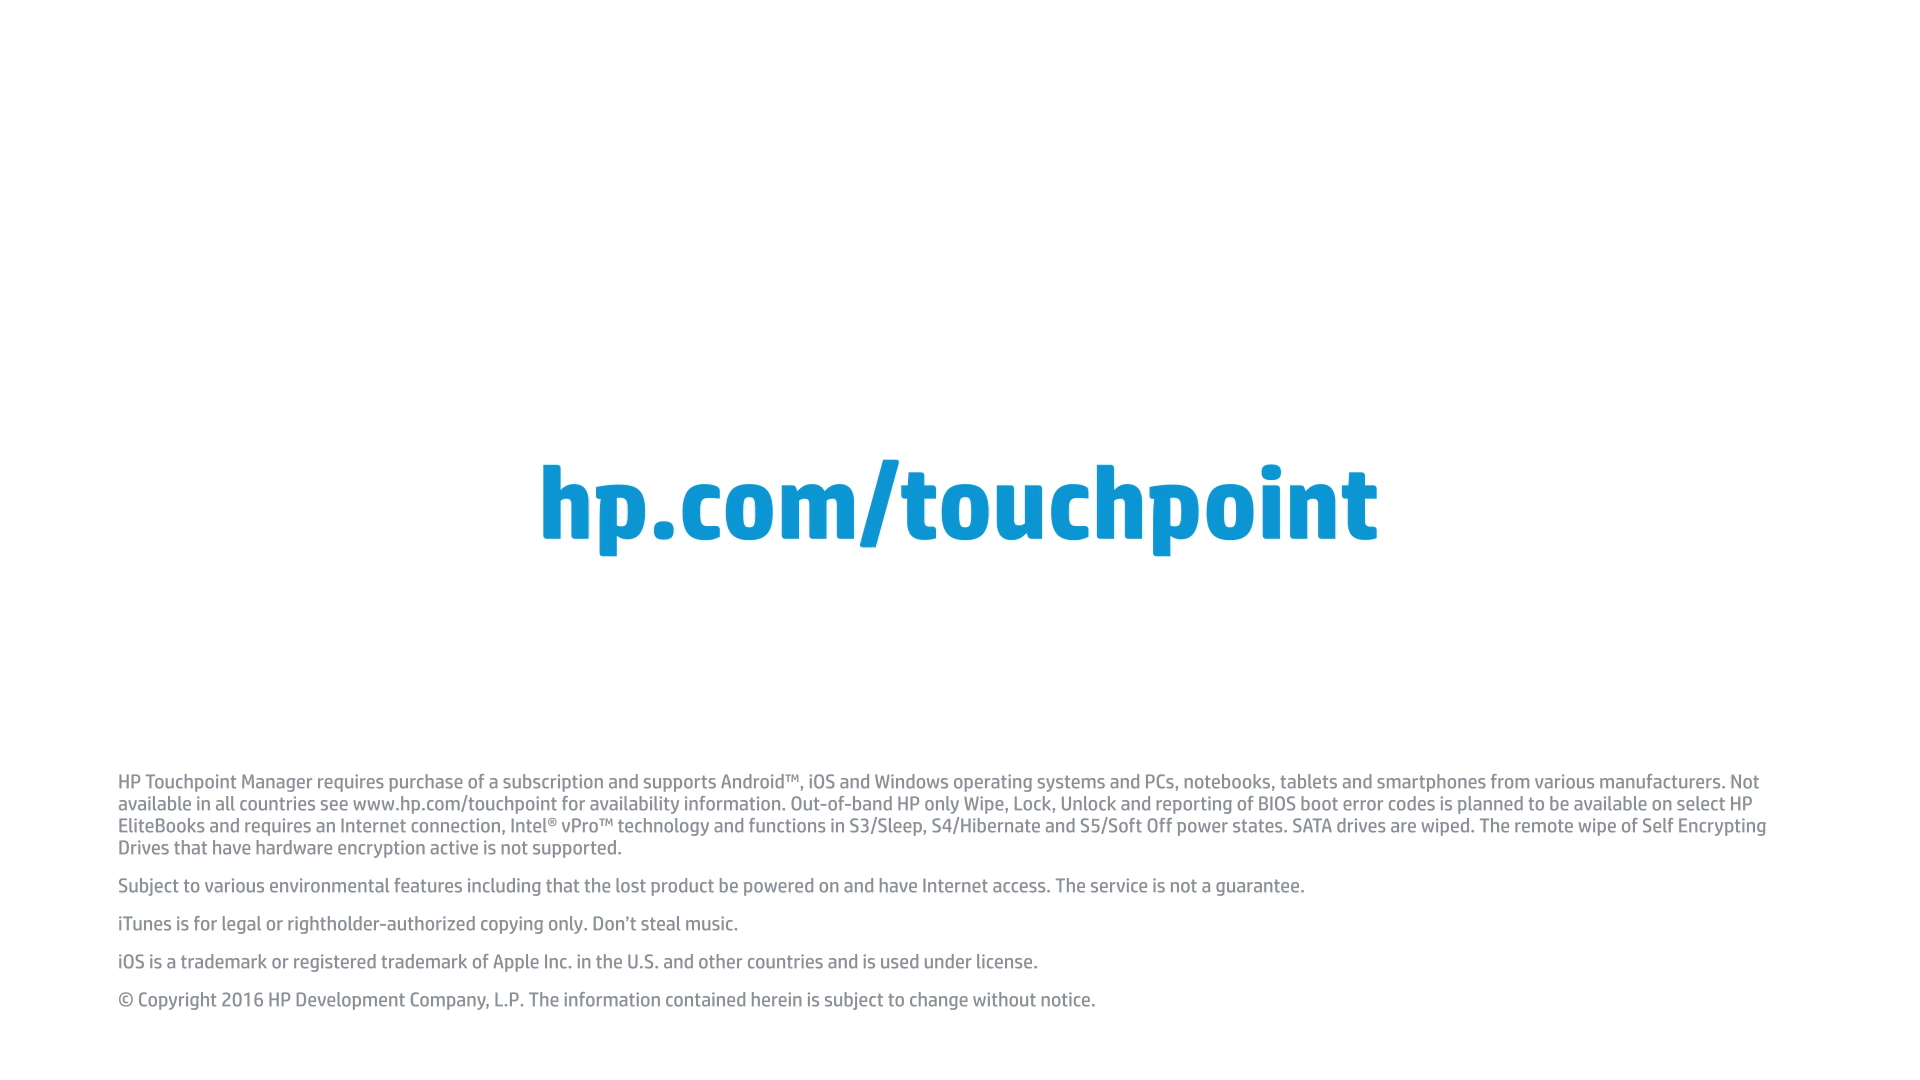 hp.com/touchpoint
HP Touchpoint Manager requires purchase of a subscription and supports Android™, iOS and Windows operating systems and PCs, notebooks, tablets and smartphones from various manufacturers. Not
available in all countries see www.hp.com/touchpoint for availability information. Out-of-band HP only Wipe, Lock, Unlock and reporting of BIOS boot error codes is planned to be available on select HP
EliteBooks and requires an Internet connection, Intel® vPro™ technology and functions in S3/Sleep, S4/Hibernate and S5/Soft Off power states. SATA drives are wiped. The remote wipe of Self Encrypting
Drives that have hardware encryption active is not supported.
Subject to various environmental features including that the lost product be powered on and have Internet access. The service is not a guarantee.
iTunes is for legal or rightholder-authorized copying only. Don’t steal music.
iOS is a trademark or registered trademark of Apple Inc. in the U.S. and other countries and is used under license.
© Copyright 2016 HP Development Company, L.P. The information contained herein is subject to change without notice.